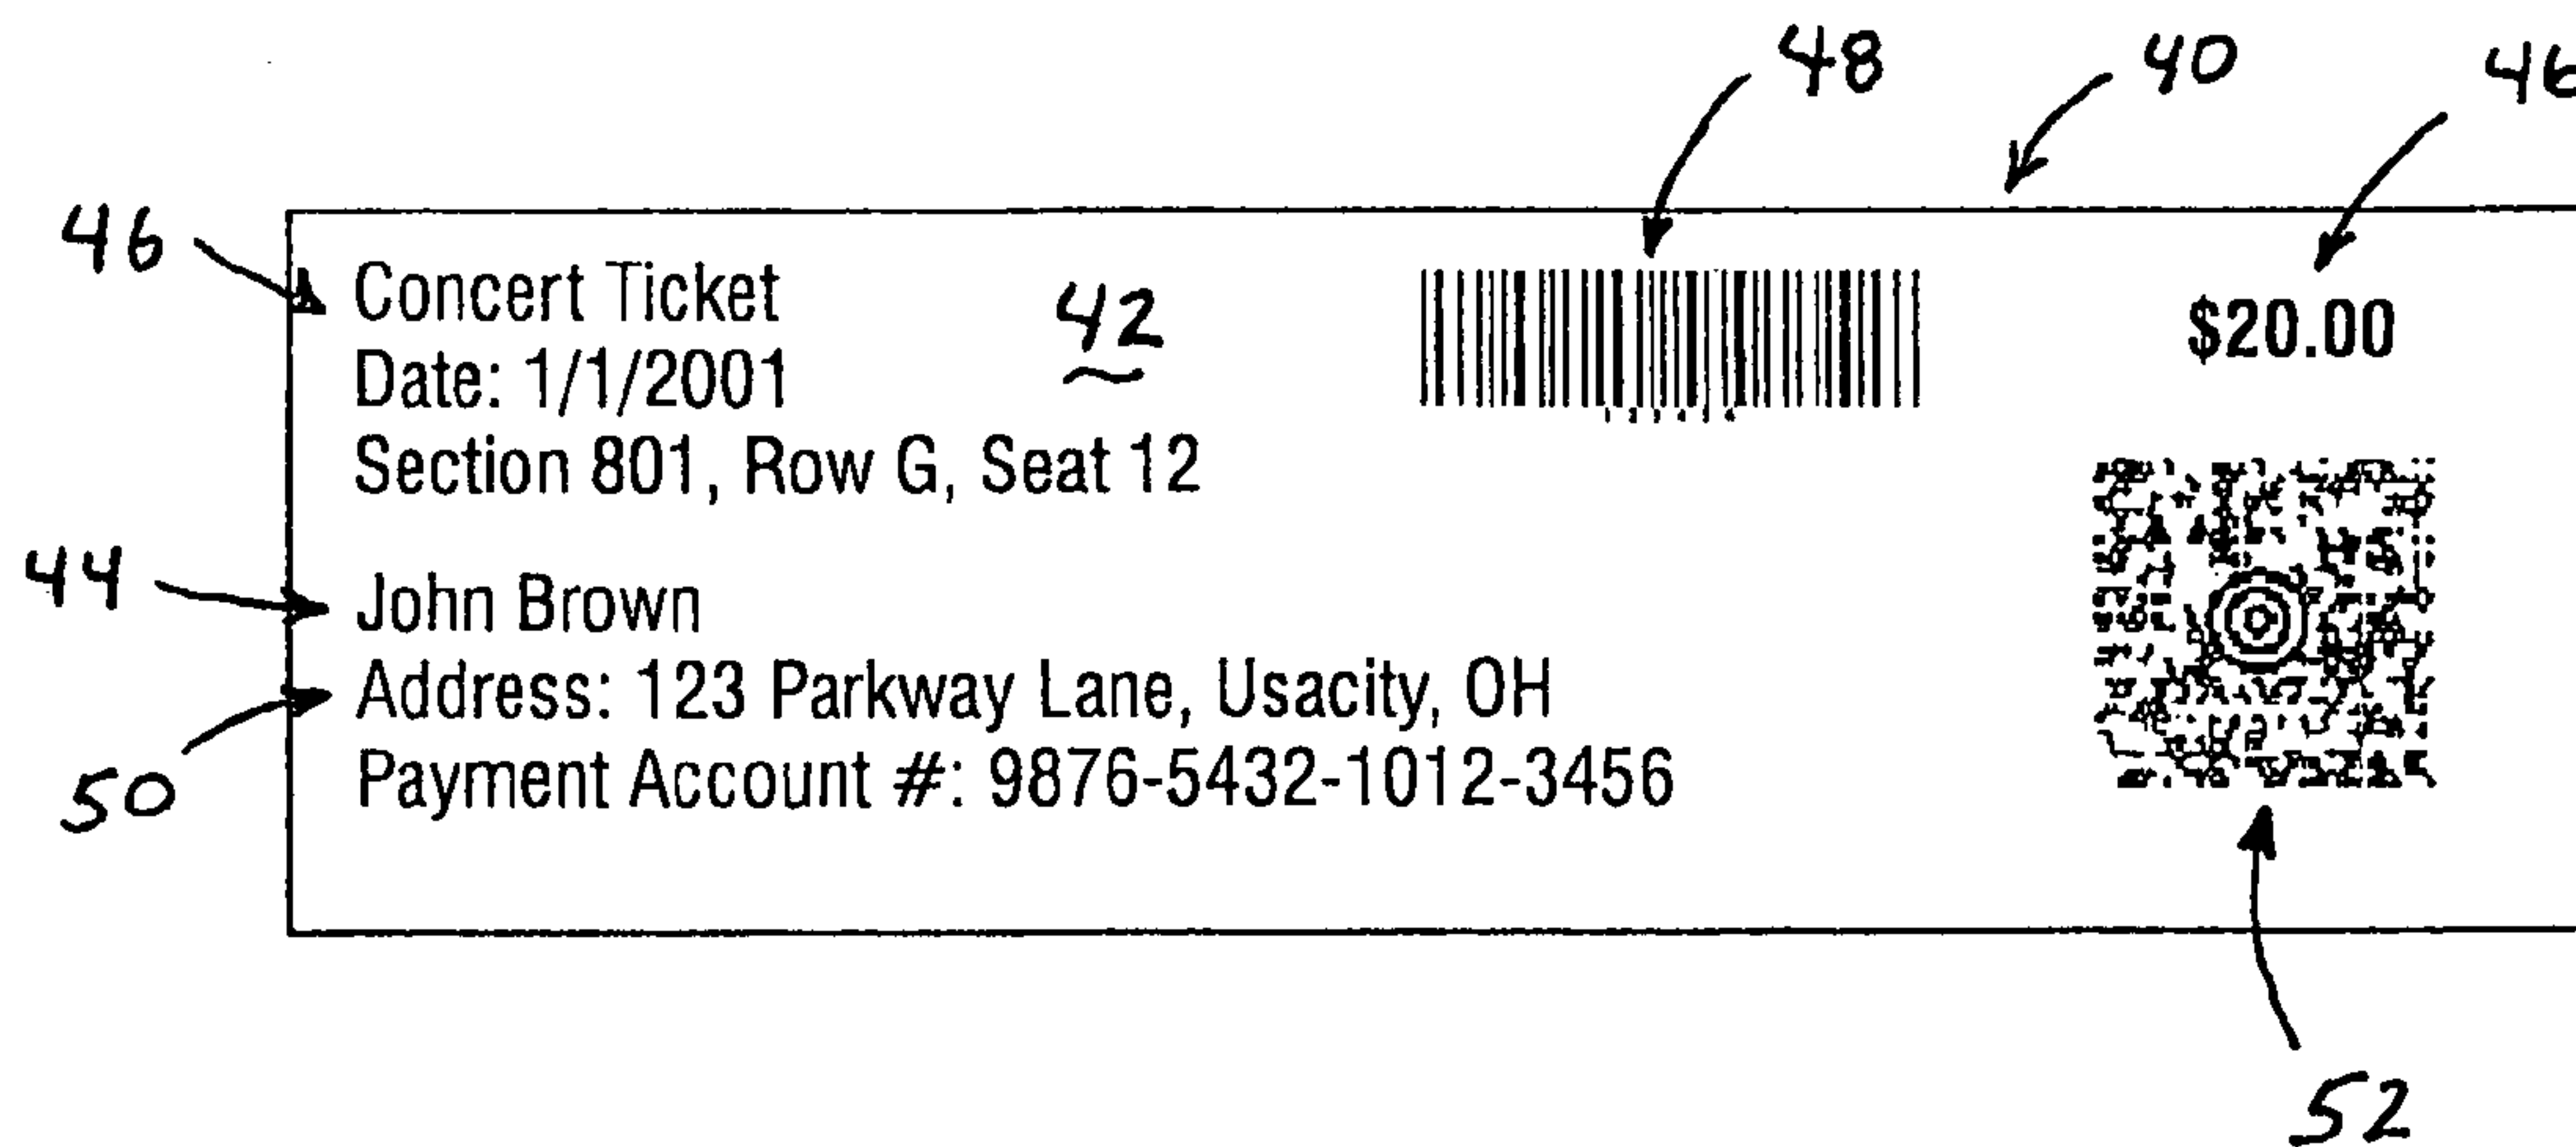 48 40 46
46 Concert Ticket 42 $20.00
Date: 1/1/2001
Section 801, Row G, Seat 12
44 John Brown
50 Address: 123 Parkway Lane, Usacity, OH
Payment Account #: 9876-5432-1012-3456
52